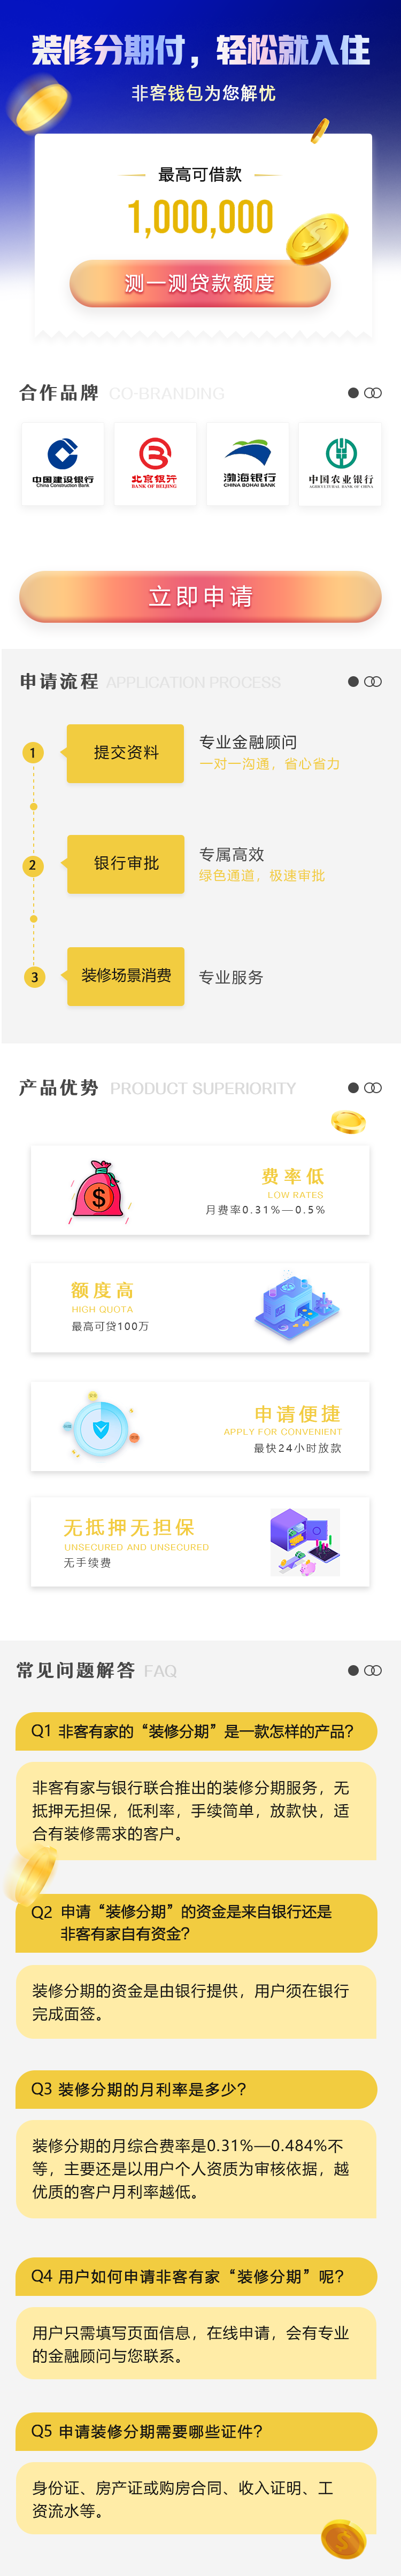 装修分期付，轻松就入住
非客钱包为您解忧
最高可借款
1,000,000
测一测贷款额度
合作品牌 CO-BRANDING
中国建设银行
China Construction Bank
北京银行
BANK OF BEIJING
渤海银行
CHINA BOHAI BANK
中国农业银行
AGRICULTURAL BANK OF CHINA
立即申请
申请流程 APPLICATION PROCESS
1
提交资料
专业金融顾问
一对一沟通，省心省力
2
银行审批
专属高效
绿色通道，极速审批
3
装修场景消费
专业服务
产品优势 PRODUCT SUPERIORITY
费率低
LOW RATES
月费率0.31%—0.5%
额度高
HIGH QUOTA
最高可贷100万
申请便捷
APPLY FOR CONVENIENT
最快24小时放款
无抵押无担保
UNSECURED AND UNSECURED
无手续费
常见问题解答 FAQ
Q1 非客有家的“装修分期”是一款怎样的产品？
非客有家与银行联合推出的装修分期服务，无
抵押无担保，低利率，手续简单，放款快，适
合有装修需求的客户。
Q2 申请“装修分期”的资金是来自银行还是
非客有家自有资金？
装修分期的资金是由银行提供，用户须在银行
完成面签。
Q3 装修分期的月利率是多少？
装修分期的月综合费率是0.31%—0.484%不
等，主要还是以用户个人资质为审核依据，越
优质的客户月利率越低。
Q4 用户如何申请非客有家“装修分期”呢？
用户只需填写页面信息，在线申请，会有专业
的金融顾问与您联系。
Q5 申请装修分期需要哪些证件？
身份证、房产证或购房合同、收入证明、工
资流水等。